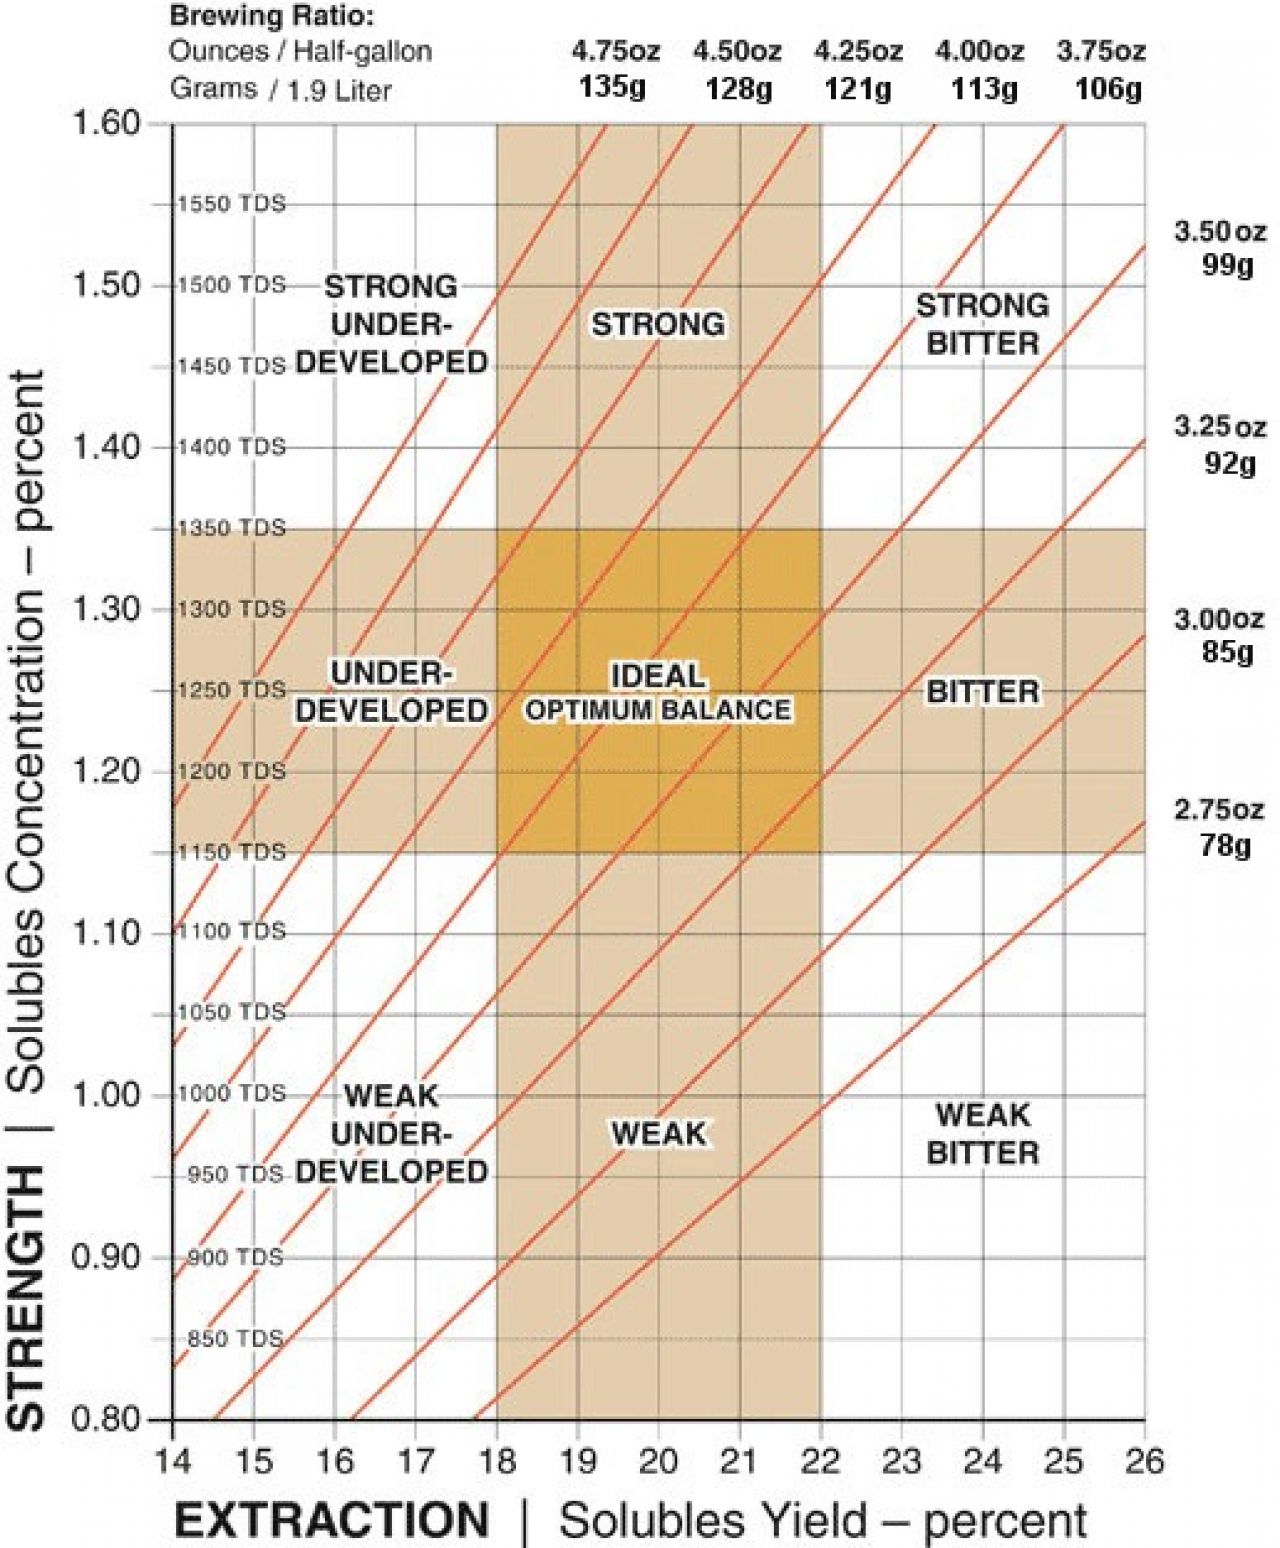 Brewing Ratio:
Ounces / Half-gallon
Grams / 1.9 Liter
4.75oz 4.50oz 4.25oz 4.00oz 3.75oz
135g 128g 121g 113g 106g
3.50 oz
99g
3.25 oz
92g
3.00oz
85g
2.75oz
78g
STRENGTH | Solubles Concentration – percent
1.60
1.50
1.40
1.30
1.20
1.10
1.00
0.90
0.80
1550 TDS
1500 TDS
1450 TDS
1400 TDS
1350 TDS
1300 TDS
1250 TDS
1200 TDS
1150 TDS
1100 TDS
1050 TDS
1000 TDS
950 TDS
900 TDS
850 TDS
STRONG
UNDER-
DEVELOPED
STRONG
STRONG
BITTER
UNDER-
DEVELOPED
IDEAL
OPTIMUM BALANCE
BITTER
WEAK
UNDER-
DEVELOPED
WEAK
WEAK
BITTER
14 15 16 17 18 19 20 21 22 23 24 25 26
EXTRACTION | Solubles Yield – percent